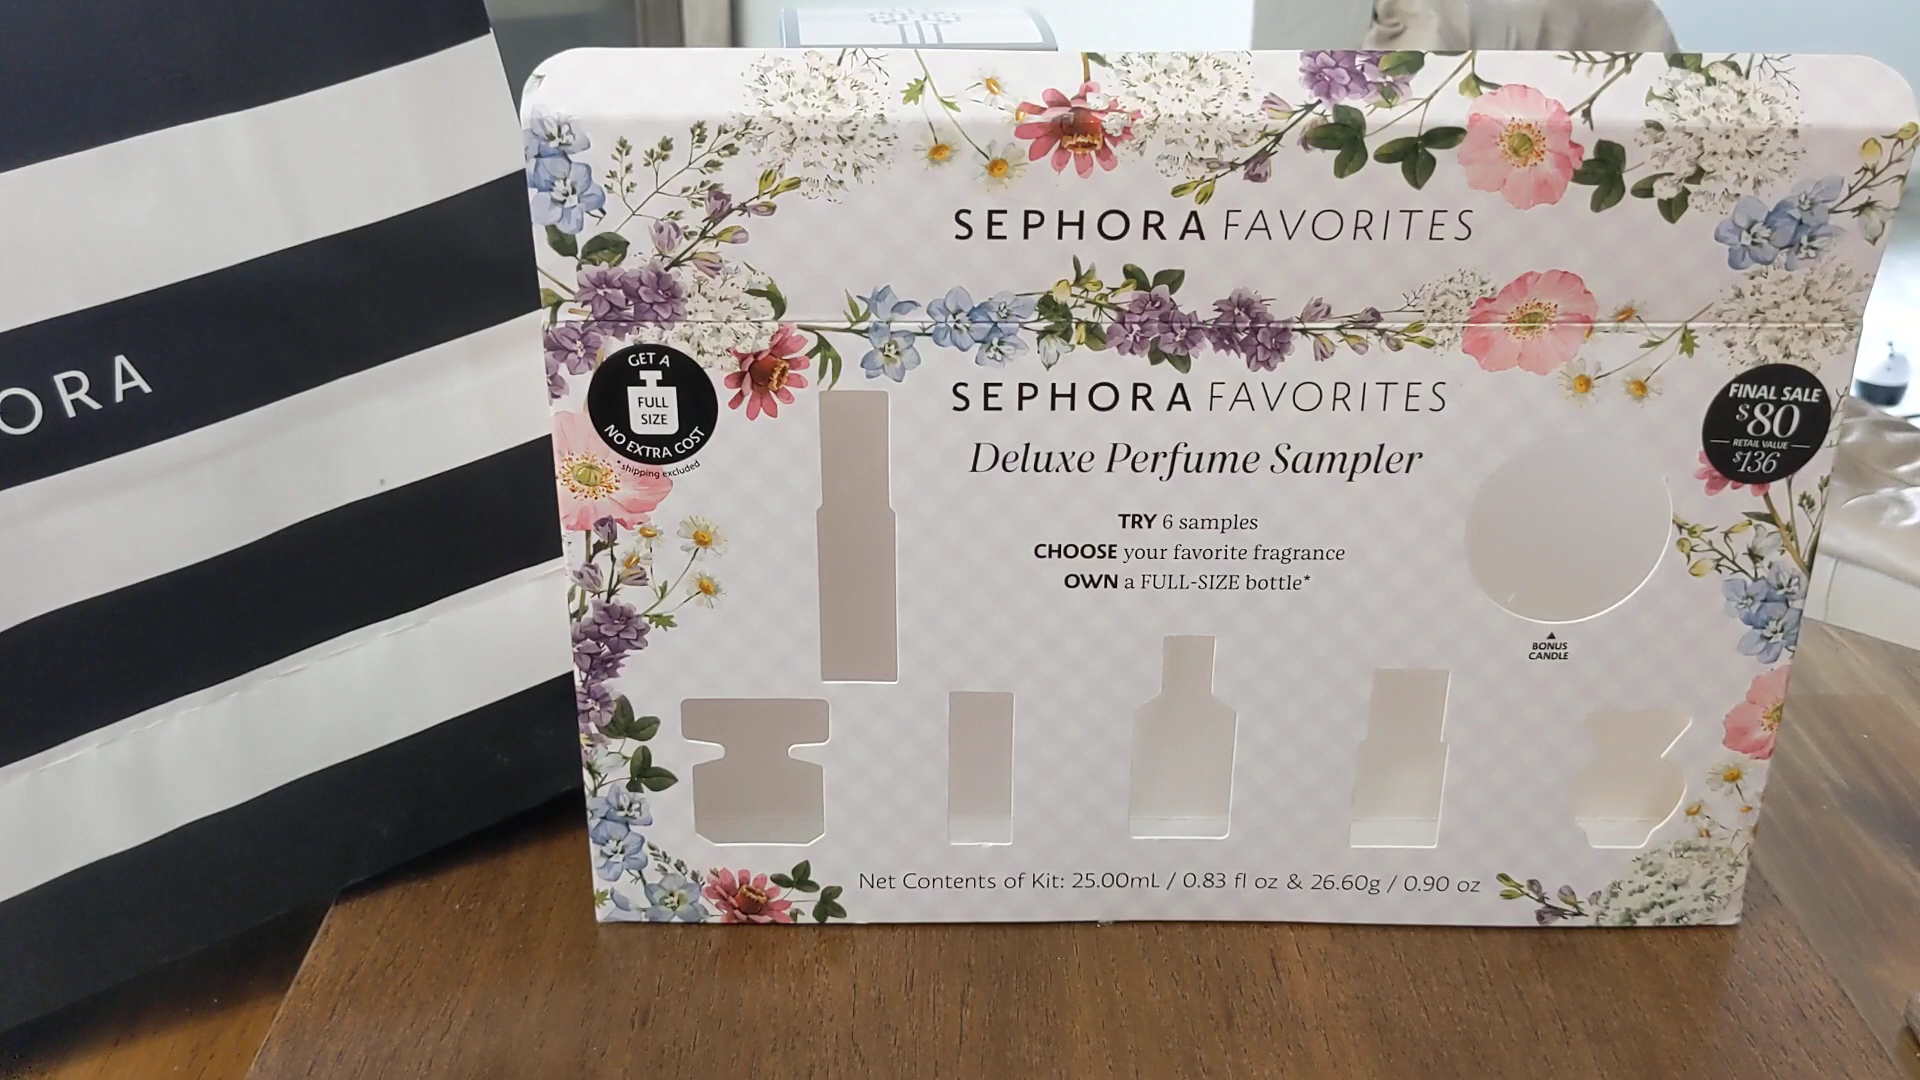 ORA
SEPHORA FAVORITES
GET A
FULL
SIZE
NO EXTRA COST
*shipping excluded
SEPHORA FAVORITES
Deluxe Perfume Sampler
TRY 6 samples
CHOOSE your favorite fragrance
OWN a FULL-SIZE bottle*
FINAL SALE
$80
RETAIL VALUE
$136
BONUS
CANDLE
Net Contents of Kit: 25.00mL / 0.83 fl oz & 26.60g / 0.90 oz